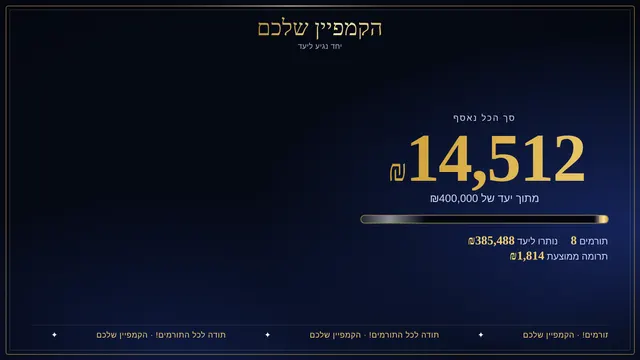 הקמפיין שלכם
יחד נגיע ליעד
סך הכל נאסף
₪14,512
מתוך יעד של ₪400,000
תורמים 8 נותרו ליעד ₪385,488
תרומה ממוצעת ₪1,814
תורמים! · הקמפיין שלכם ✦ תודה לכל התורמים! · הקמפיין שלכם ✦ תודה לכל התורמים! · הקמפיין שלכם ✦